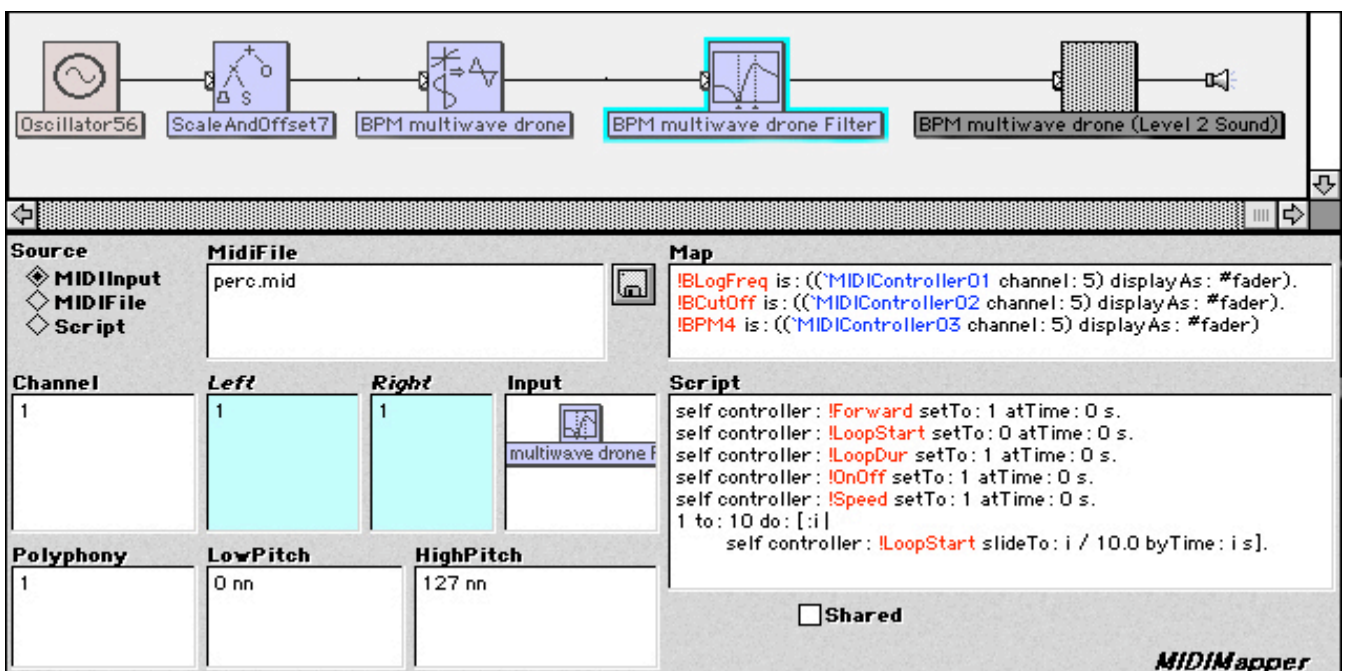 Oscillator56
ScaleAndOffset7
BPM multiwave drone
BPM multiwave drone Filter
BPM multiwave drone (Level 2 Sound)
Source
MIDIInput
MIDIFile
Script
MidiFile
perc.mid
Map
!BLogFreq is: ((`MIDIController01 channel: 5) displayAs: #fader).
!BCutOff is: ((`MIDIController02 channel: 5) displayAs: #fader).
!BPM4 is: ((`MIDIController03 channel: 5) displayAs: #fader)
Channel
1
Left
1
Right
1
Input
multiwave drone F
Script
self controller: !Forward setTo: 1 atTime: 0 s.
self controller: !LoopStart setTo: 0 atTime: 0 s.
self controller: !LoopDur setTo: 1 atTime: 0 s.
self controller: !OnOff setTo: 1 atTime: 0 s.
self controller: !Speed setTo: 1 atTime: 0 s.
1 to: 10 do: [:i |
self controller: !LoopStart slideTo: i / 10.0 byTime: i s].
Polyphony
1
LowPitch
0 nn
HighPitch
127 nn
Shared
MIDIMapper